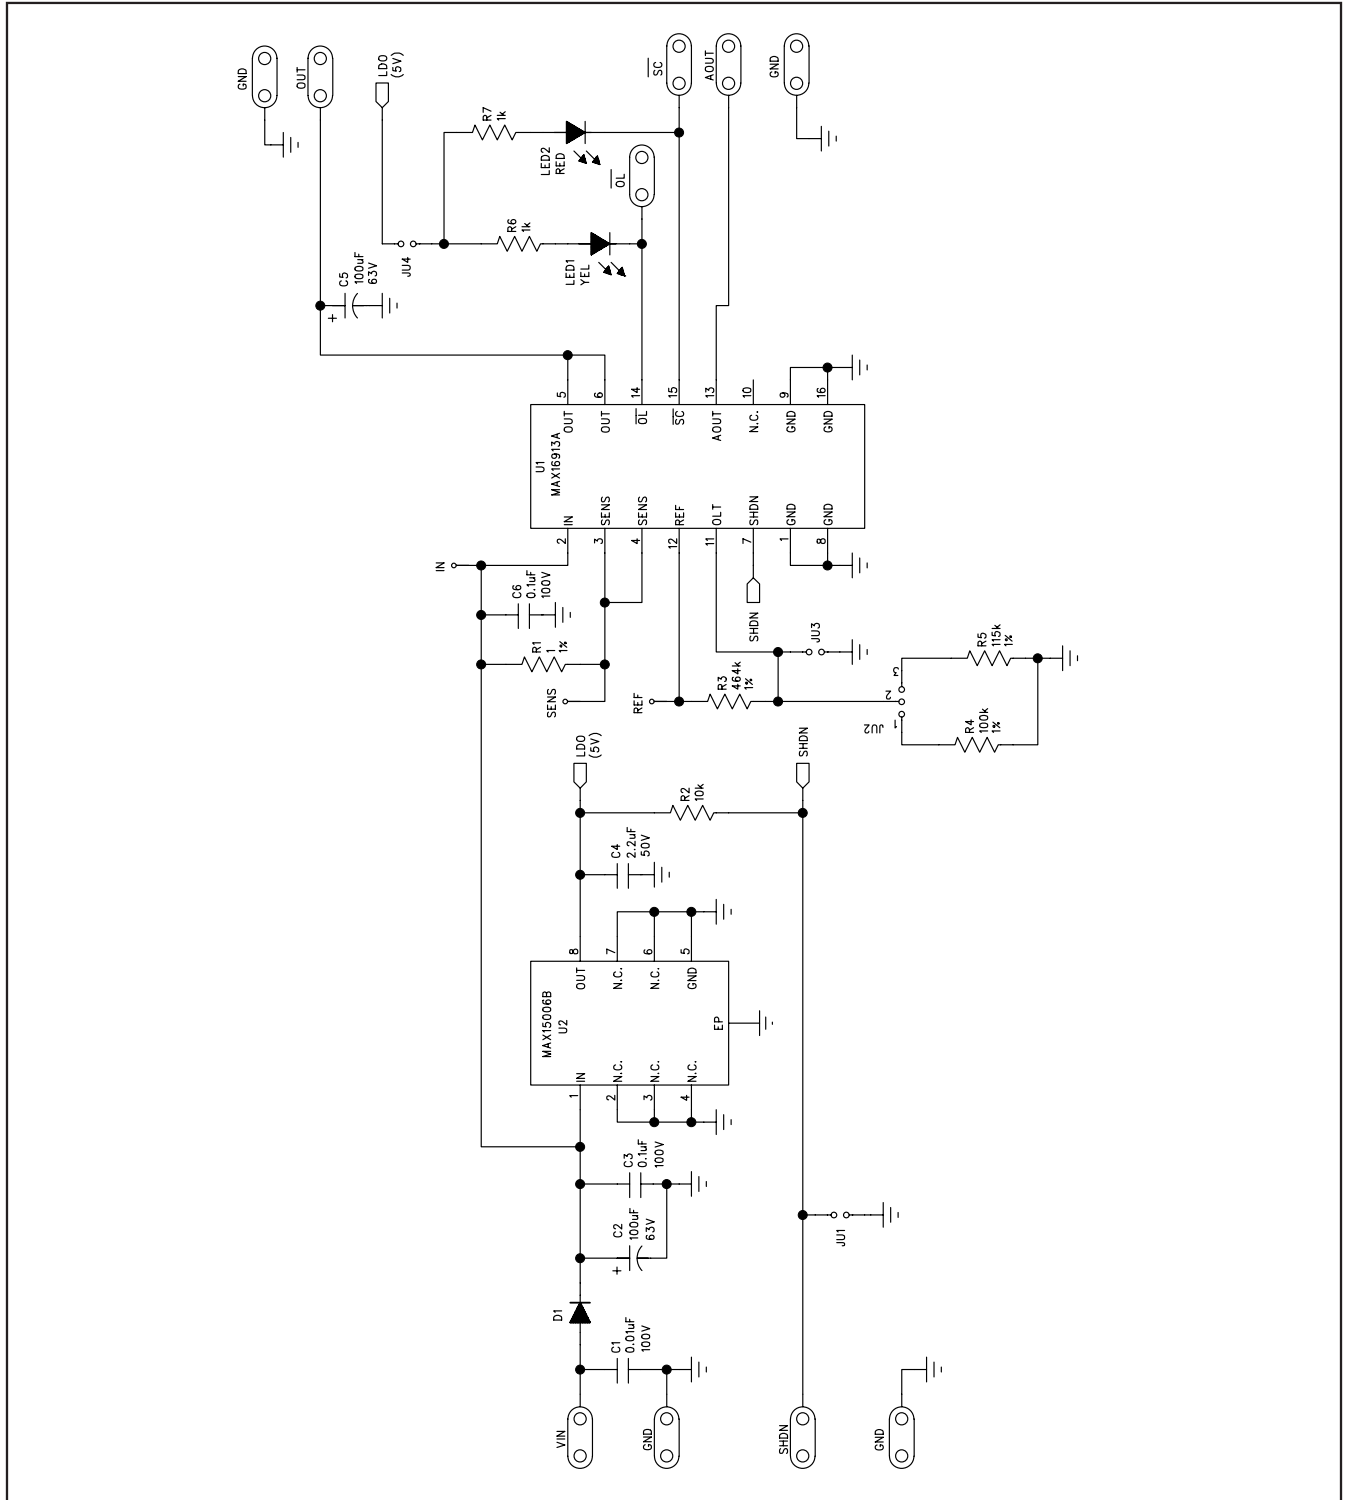 GND
OUT
LDO
(5V)
SC
AOUT
GND
R7
1k
LED2
RED
OL
R6
1k
LED1
YEL
JU4
C5
100uF
63V
+
5
6
14
15
13
10
9
16
OUT
OUT
OL
SC
AOUT
N.C.
GND
GND
U1
MAX16913A
IN
SENS
SENS
REF
OLT
SHDN
GND
GND
2
3
4
12
11
7
1
8
IN
C6
0.1uF
100V
R1
1
1%
SENS
REF
SHDN
JU3
R3
464k
1%
R5
115k
1%
3
2
1
JU2
R4
100k
1%
LDO
(5V)
SHDN
R2
10k
C4
2.2uF
50V
8
7
6
5
OUT
N.C.
N.C.
GND
MAX15006B
U2
EP
IN
N.C.
N.C.
N.C.
1
2
3
4
C3
0.1uF
100V
C2
100uF
63V
+
JU1
D1
C1
0.01uF
100V
VIN
GND
SHDN
GND